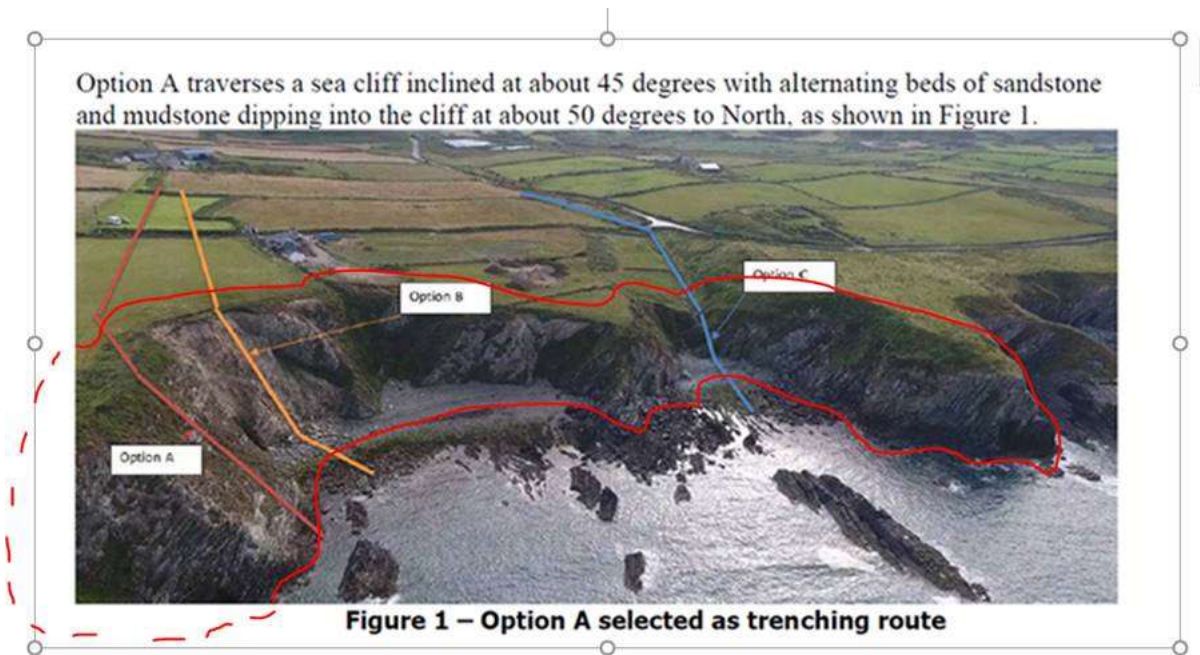 Option A traverses a sea cliff inclined at about 45 degrees with alternating beds of sandstone
and mudstone dipping into the cliff at about 50 degrees to North, as shown in Figure 1.
Option C
Option B
Option A
Figure 1 – Option A selected as trenching route